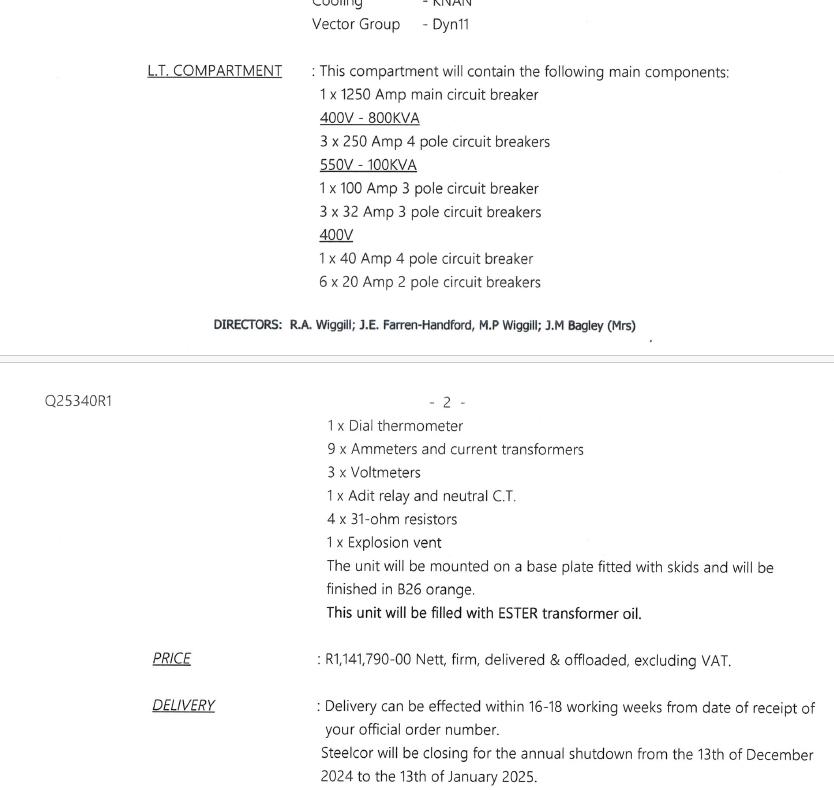 Cooling - KNAN
Vector Group - Dyn11
L.T. COMPARTMENT : This compartment will contain the following main components:
1 x 1250 Amp main circuit breaker
400V - 800KVA
3 x 250 Amp 4 pole circuit breakers
550V - 100KVA
1 x 100 Amp 3 pole circuit breaker
3 x 32 Amp 3 pole circuit breakers
400V
1 x 40 Amp 4 pole circuit breaker
6 x 20 Amp 2 pole circuit breakers
DIRECTORS: R.A. Wiggill; J.E. Farren-Handford, M.P Wiggill; J.M Bagley (Mrs)
Q25340R1 - 2 -
1 x Dial thermometer
9 x Ammeters and current transformers
3 x Voltmeters
1 x Adit relay and neutral C.T.
4 x 31-ohm resistors
1 x Explosion vent
The unit will be mounted on a base plate fitted with skids and will be
finished in B26 orange.
This unit will be filled with ESTER transformer oil.
PRICE : R1,141,790-00 Nett, firm, delivered & offloaded, excluding VAT.
DELIVERY : Delivery can be effected within 16-18 working weeks from date of receipt of
your official order number.
Steelcor will be closing for the annual shutdown from the 13th of December
2024 to the 13th of January 2025.